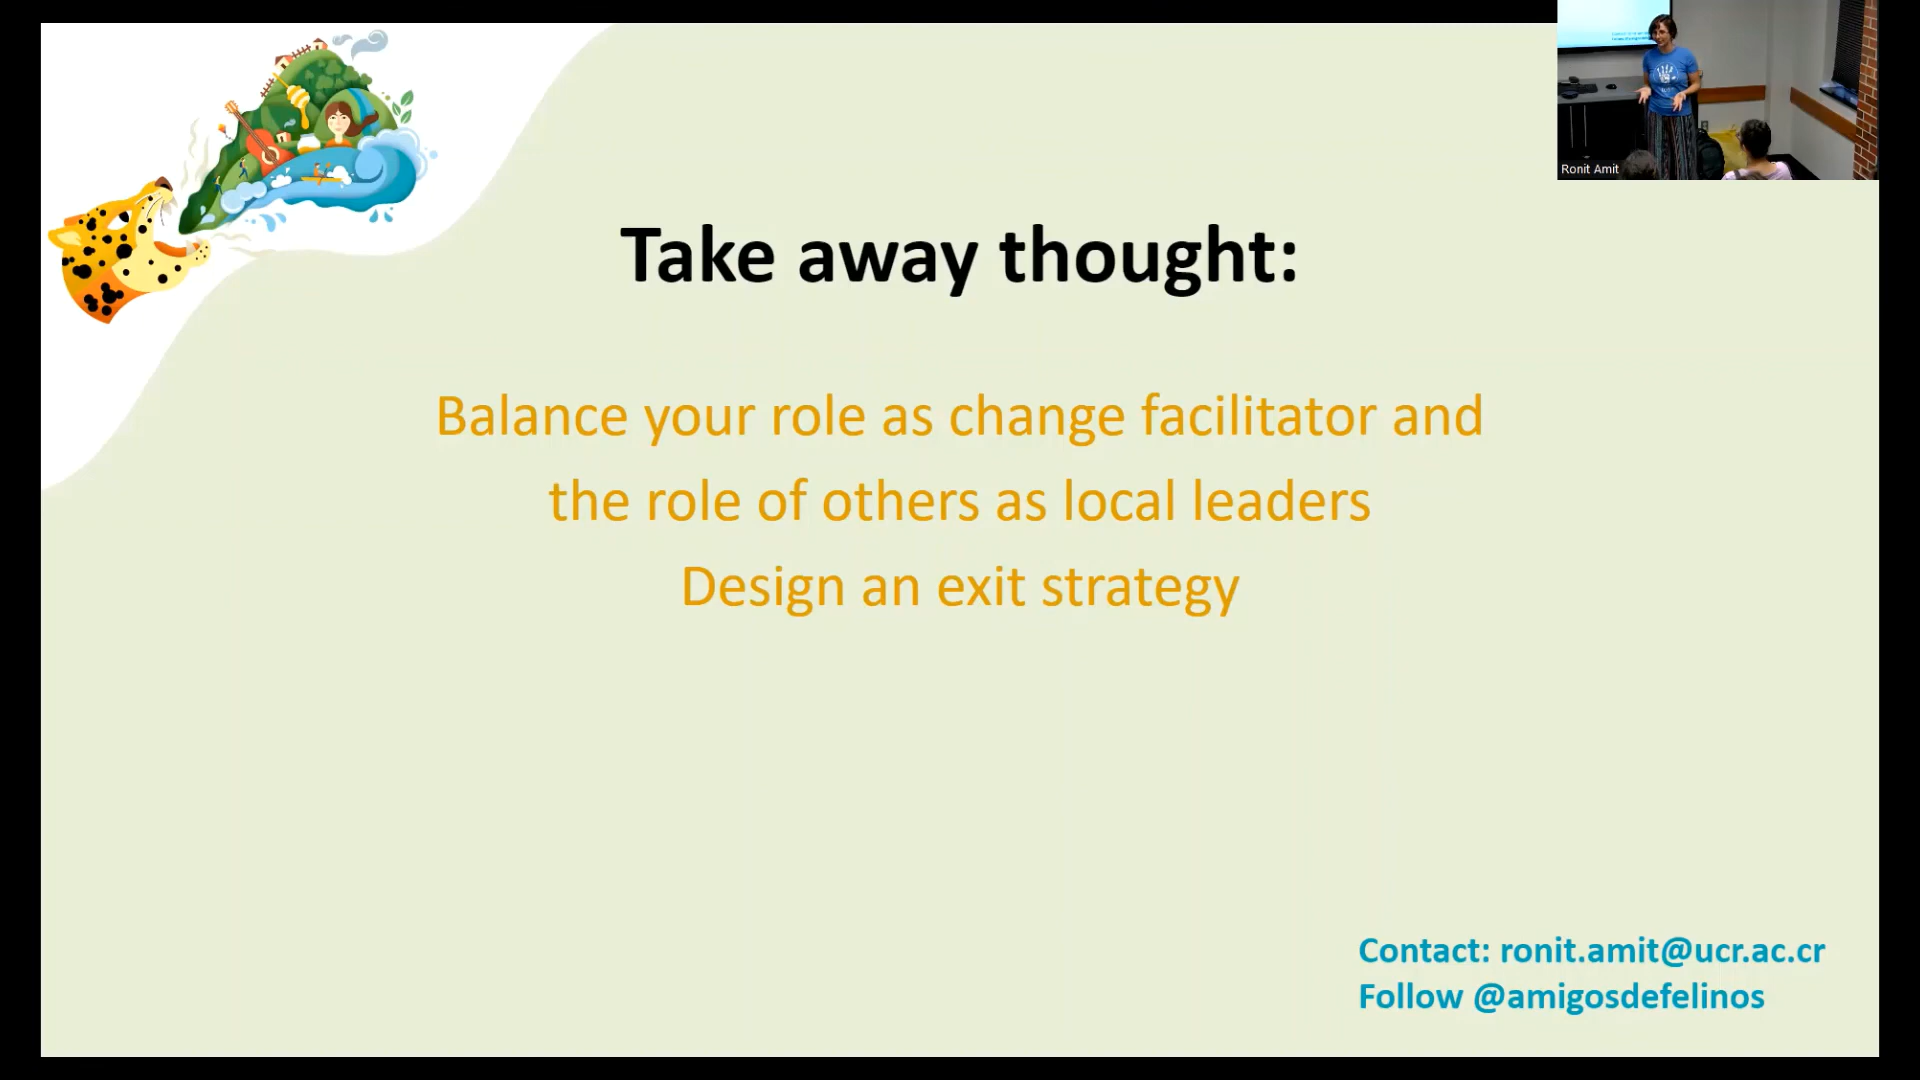 Ronit Amit
Take away thought:
Balance your role as change facilitator and
the role of others as local leaders
Design an exit strategy
Contact: ronit.amit@ucr.ac.cr
Follow @amigosdefelinos